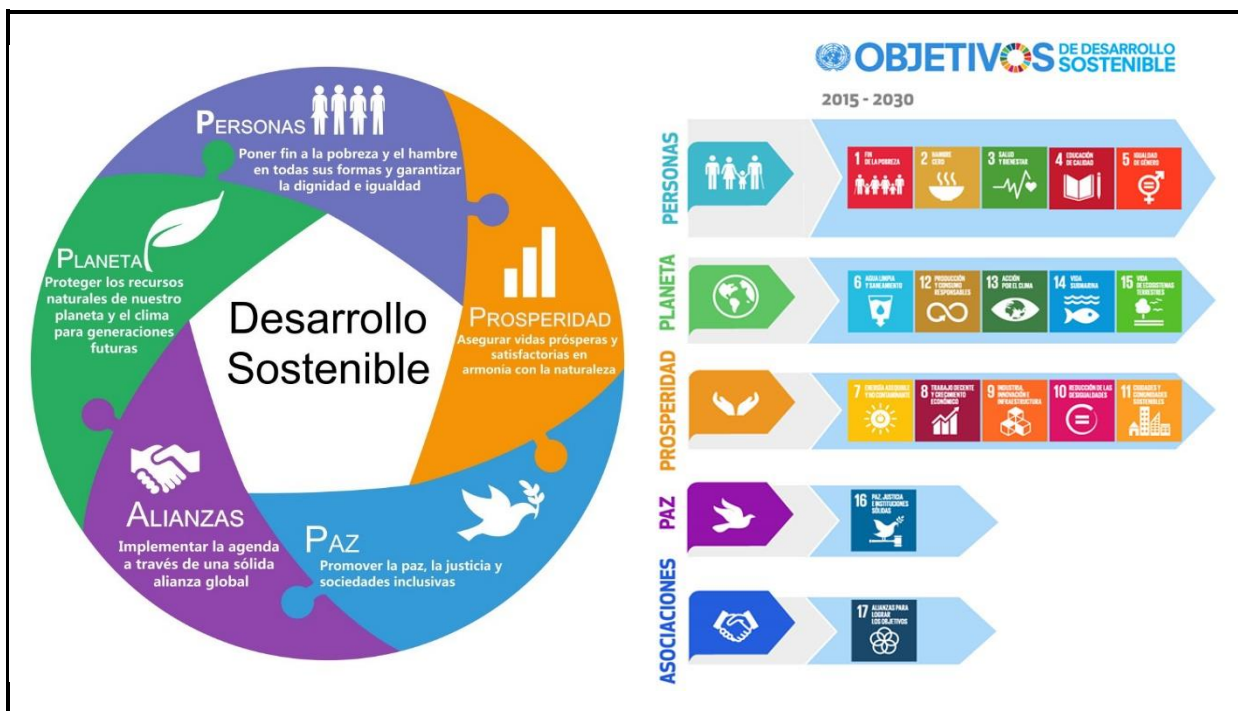 PERSONAS
Poner fin a la pobreza y el hambre
en todas sus formas y garantizar
la dignidad e igualdad
PLANETA
Proteger los recursos
naturales de nuestro
planeta y el clima
para generaciones
futuras
Desarrollo
Sostenible
PROSPERIDAD
Asegurar vidas prósperas y
satisfactorias en
armonía con la naturaleza
ALIANZAS
Implementar la agenda
a través de una sólida
alianza global
PAZ
Promover la paz, la justicia y
sociedades inclusivas
OBJETIVOS DE DESARROLLO
SOSTENIBLE
2015 - 2030
PERSONAS
1 FIN
DE LA POBREZA
2 HAMBRE
CERO
3 SALUD
Y BIENESTAR
4 EDUCACIÓN
DE CALIDAD
5 IGUALDAD
DE GÉNERO
PLANETA
6 AGUA LIMPIA
Y SANEAMIENTO
12 PRODUCCIÓN
Y CONSUMO
RESPONSABLES
13 ACCIÓN
POR EL CLIMA
14 VIDA
SUBMARINA
15 VIDA
DE ECOSISTEMAS
TERRESTRES
PROSPERIDAD
7 ENERGÍA ASEQUIBLE
Y NO CONTAMINANTE
8 TRABAJO DECENTE
Y CRECIMIENTO
ECONÓMICO
9 INDUSTRIA,
INNOVACIÓN E
INFRAESTRUCTURA
10 REDUCCIÓN DE LAS
DESIGUALDADES
11 CIUDADES Y
COMUNIDADES
SOSTENIBLES
PAZ
16 PAZ, JUSTICIA
E INSTITUCIONES
SÓLIDAS
ASOCIACIONES
17 ALIANZAS PARA
LOGRAR
LOS OBJETIVOS